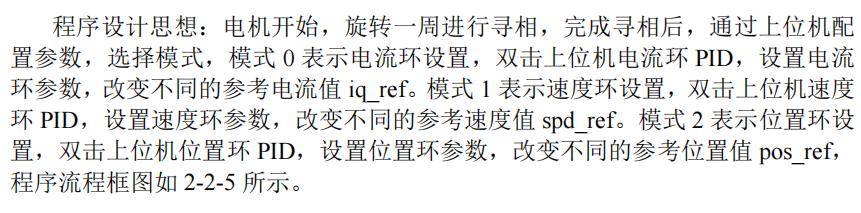 程序设计思想：电机开始，旋转一周进行寻相，完成寻相后，通过上位机配
置参数，选择模式，模式 0 表示电流环设置，双击上位机电流环 PID，设置电流
环参数，改变不同的参考电流值 iq_ref。模式 1 表示速度环设置，双击上位机速度
环 PID，设置速度环参数，改变不同的参考速度值 spd_ref。模式 2 表示位置环设
置，双击上位机位置环 PID，设置位置环参数，改变不同的参考位置值 pos_ref，
程序流程框图如 2-2-5 所示。